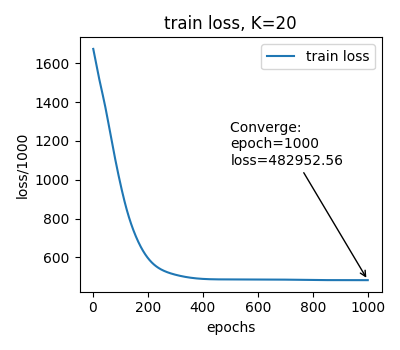 train loss, K=20
train loss
Converge:
epoch=1000
loss=482952.56
loss/1000
1600
1400
1200
1000
800
600
0 200 400 600 800 1000
epochs